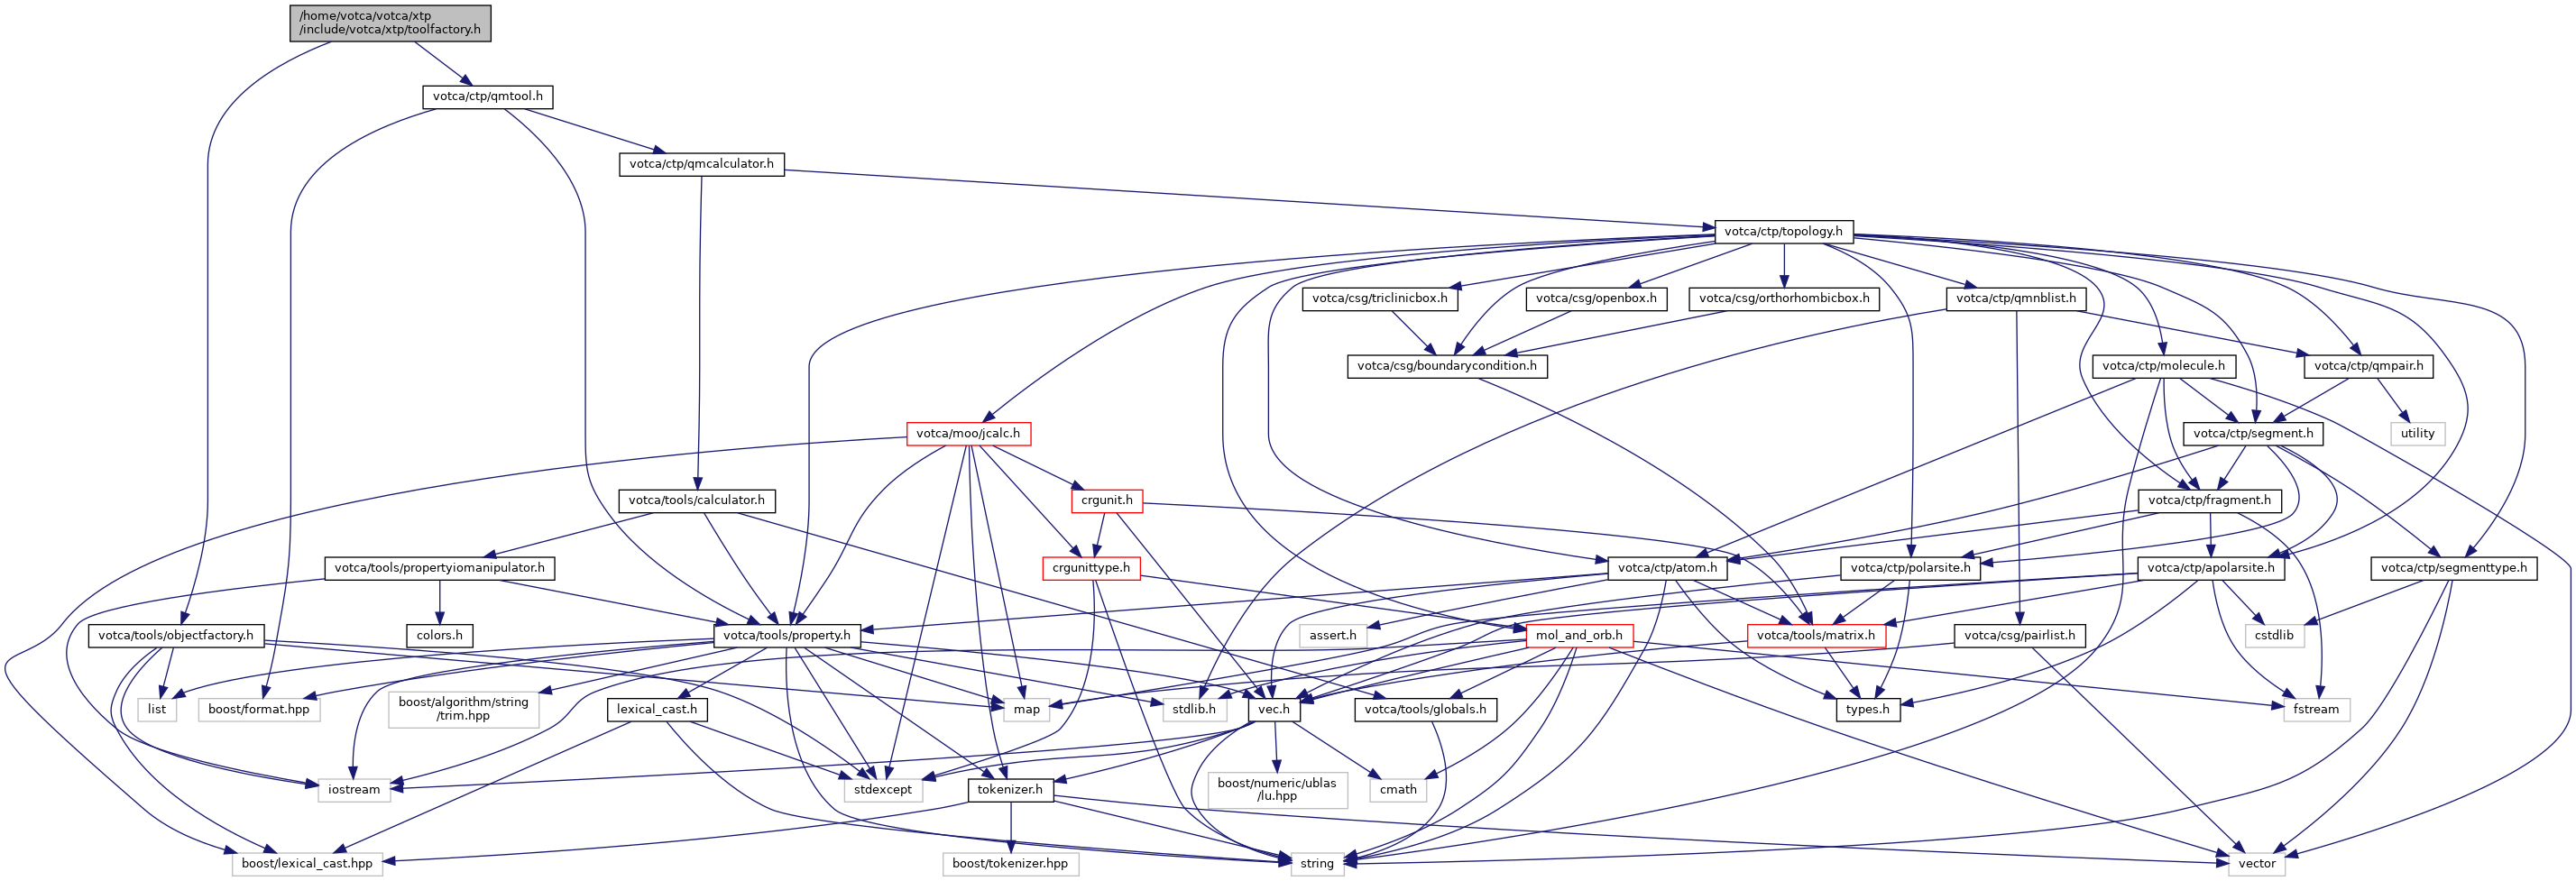 /home/votca/votca/xtp
/include/votca/xtp/toolfactory.h
votca/ctp/qmtool.h
votca/ctp/qmcalculator.h
votca/ctp/topology.h
votca/csg/triclinicbox.h
votca/csg/openbox.h
votca/csg/orthorhombicbox.h
votca/ctp/qmnblist.h
votca/csg/boundarycondition.h
votca/ctp/molecule.h
votca/ctp/qmpair.h
votca/moo/jcalc.h
votca/ctp/segment.h
utility
votca/tools/calculator.h
crgunit.h
votca/ctp/fragment.h
votca/tools/propertyiomanipulator.h
crgunittype.h
votca/ctp/atom.h
votca/ctp/polarsite.h
votca/ctp/apolarsite.h
votca/ctp/segmenttype.h
votca/tools/objectfactory.h
colors.h
votca/tools/property.h
assert.h
mol_and_orb.h
votca/tools/matrix.h
votca/csg/pairlist.h
cstdlib
list
boost/format.hpp
boost/algorithm/string
/trim.hpp
lexical_cast.h
map
stdlib.h
vec.h
votca/tools/globals.h
types.h
fstream
iostream
stdexcept
tokenizer.h
boost/numeric/ublas
/lu.hpp
cmath
boost/lexical_cast.hpp
boost/tokenizer.hpp
string
vector